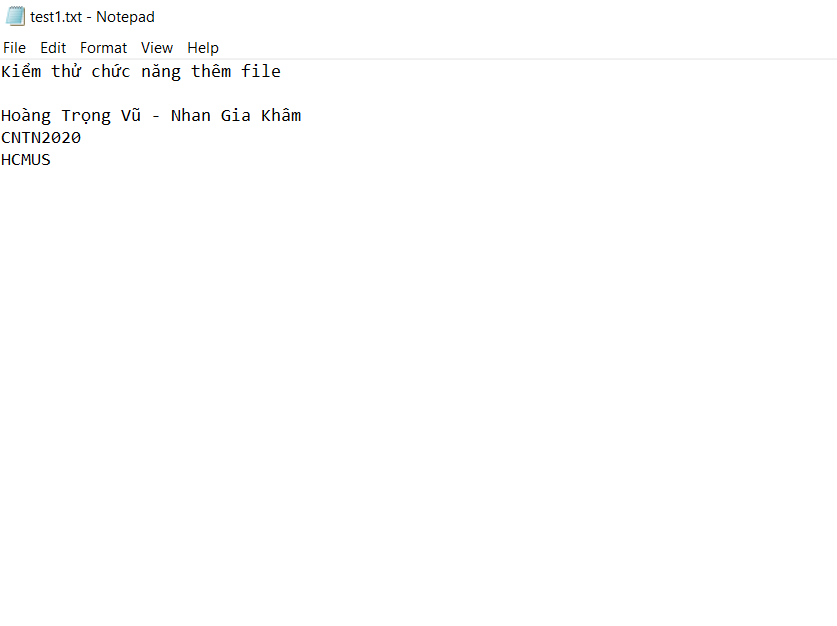 test1.txt - Notepad
File Edit Format View Help
Kiểm thử chức năng thêm file

Hoàng Trọng Vũ - Nhan Gia Khâm
CNTN2020
HCMUS